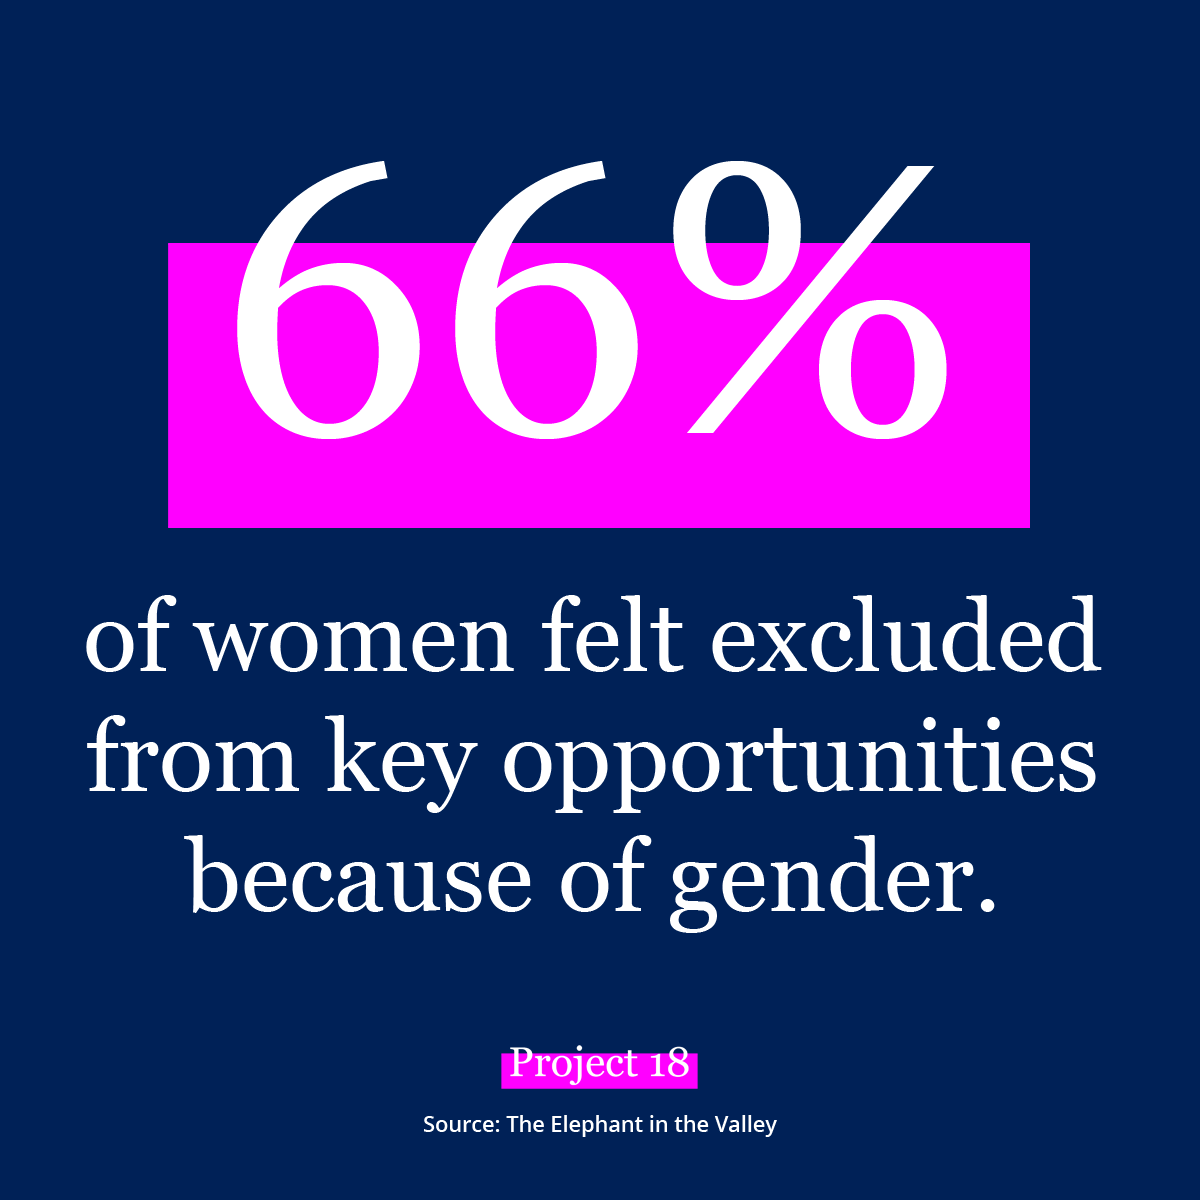 66%
of women felt excluded
from key opportunities
because of gender.
Project 18
Source: The Elephant in the Valley